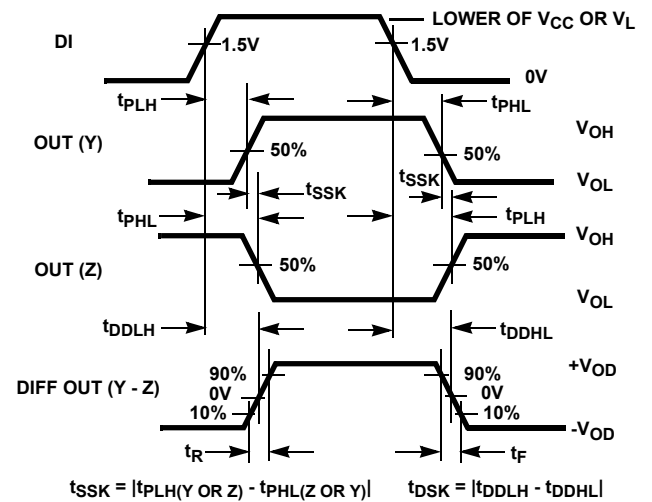 LOWER OF VCC OR VL
DI
1.5V
1.5V
0V
tPLH
tPHL
OUT (Y)
50%
50%
VOH
tSSK
tSSK
VOL
tPHL
tPLH
VOH
OUT (Z)
50%
50%
VOL
tDDLH
tDDHL
90%
90%
+VOD
DIFF OUT (Y - Z)
0V
0V
10%
10%
-VOD
tR
tF
tSSK = |tPLH(Y OR Z) - tPHL(Z OR Y)|
tDSK = |tDDLH - tDDHL|